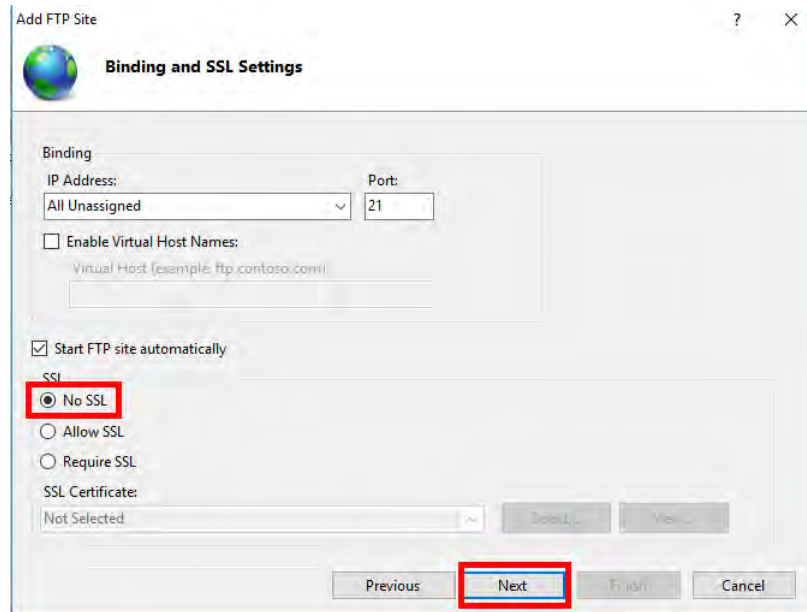 Add FTP Site ? X
Binding and SSL Settings
Binding
IP Address: Port:
All Unassigned 21
Enable Virtual Host Names:
Virtual Host (example: ftp.contoso.com):
Start FTP site automatically
SSL
No SSL
Allow SSL
Require SSL
SSL Certificate:
Not Selected Select... View...
Previous Next Finish Cancel